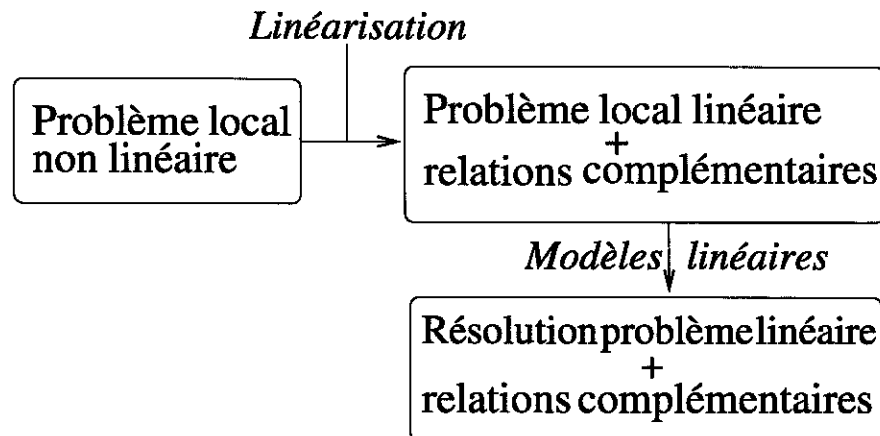 Linéarisation
Problème local
non linéaire
Problème local linéaire
+
relations complémentaires
Modèles linéaires
Résolution problème linéaire
+
relations complémentaires